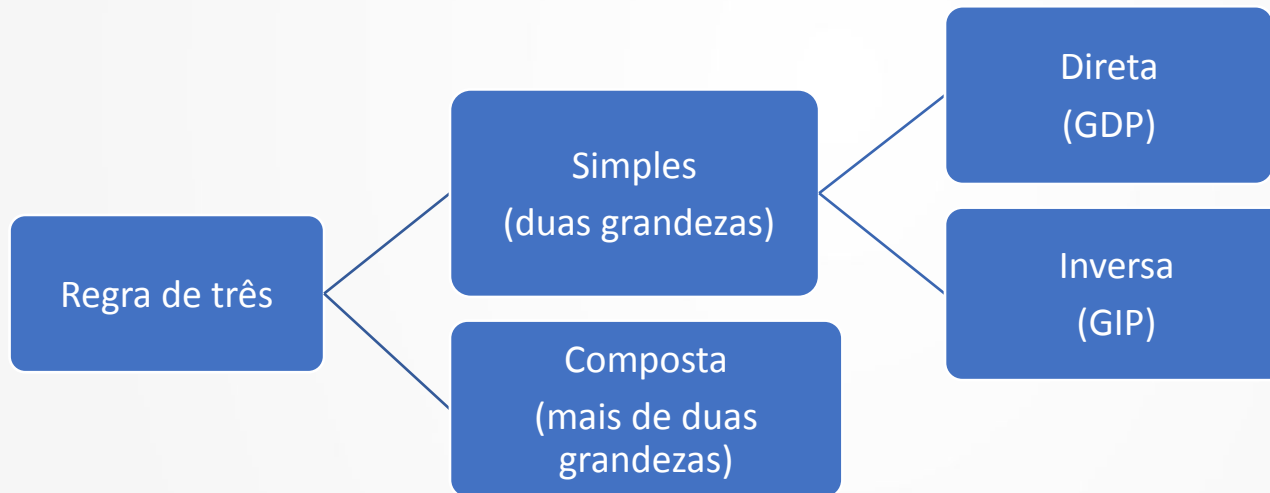 Regra de três
Simples
(duas grandezas)
Composta
(mais de duas
grandezas)
Direta
(GDP)
Inversa
(GIP)